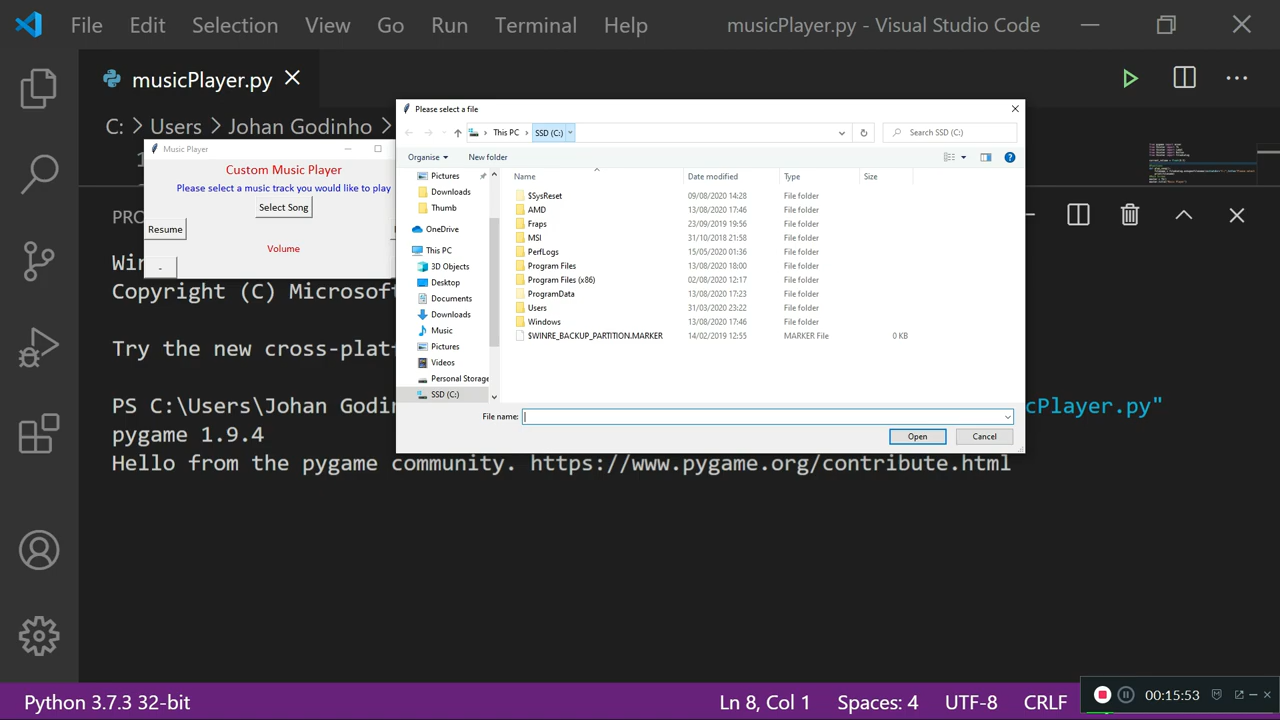 File Edit Selection View Go Run Terminal Help musicPlayer.py - Visual Studio Code
musicPlayer.py
C: > Users > Johan Godinho >
Music Player
Custom Music Player
Please select a music track you would like to play
Select Song
Resume
Volume
-
Please select a file
This PC > SSD (C:)
Search SSD (C:)
Organise New folder
Name Date modified Type Size
Pictures
Downloads
Thumb
OneDrive
This PC
3D Objects
Desktop
Documents
Downloads
Music
Pictures
Videos
Personal Storage
SSD (C:)
$SysReset 09/08/2020 14:28 File folder
AMD 13/08/2020 17:46 File folder
Fraps 23/09/2019 19:56 File folder
MSI 31/10/2018 21:58 File folder
PerfLogs 15/05/2020 01:36 File folder
Program Files 13/08/2020 18:00 File folder
Program Files (x86) 02/08/2020 12:17 File folder
ProgramData 13/08/2020 17:23 File folder
Users 31/03/2020 23:22 File folder
Windows 13/08/2020 17:46 File folder
$WINRE_BACKUP_PARTITION.MARKER 14/02/2019 12:55 MARKER File 0 KB
File name:
Open Cancel
Copyright (C) Microsof
Try the new cross-plat
PS C:\Users\Johan Godi cPlayer.py"
pygame 1.9.4
Hello from the pygame community. https://www.pygame.org/contribute.html
Python 3.7.3 32-bit Ln 8, Col 1 Spaces: 4 UTF-8 CRLF
00:15:53